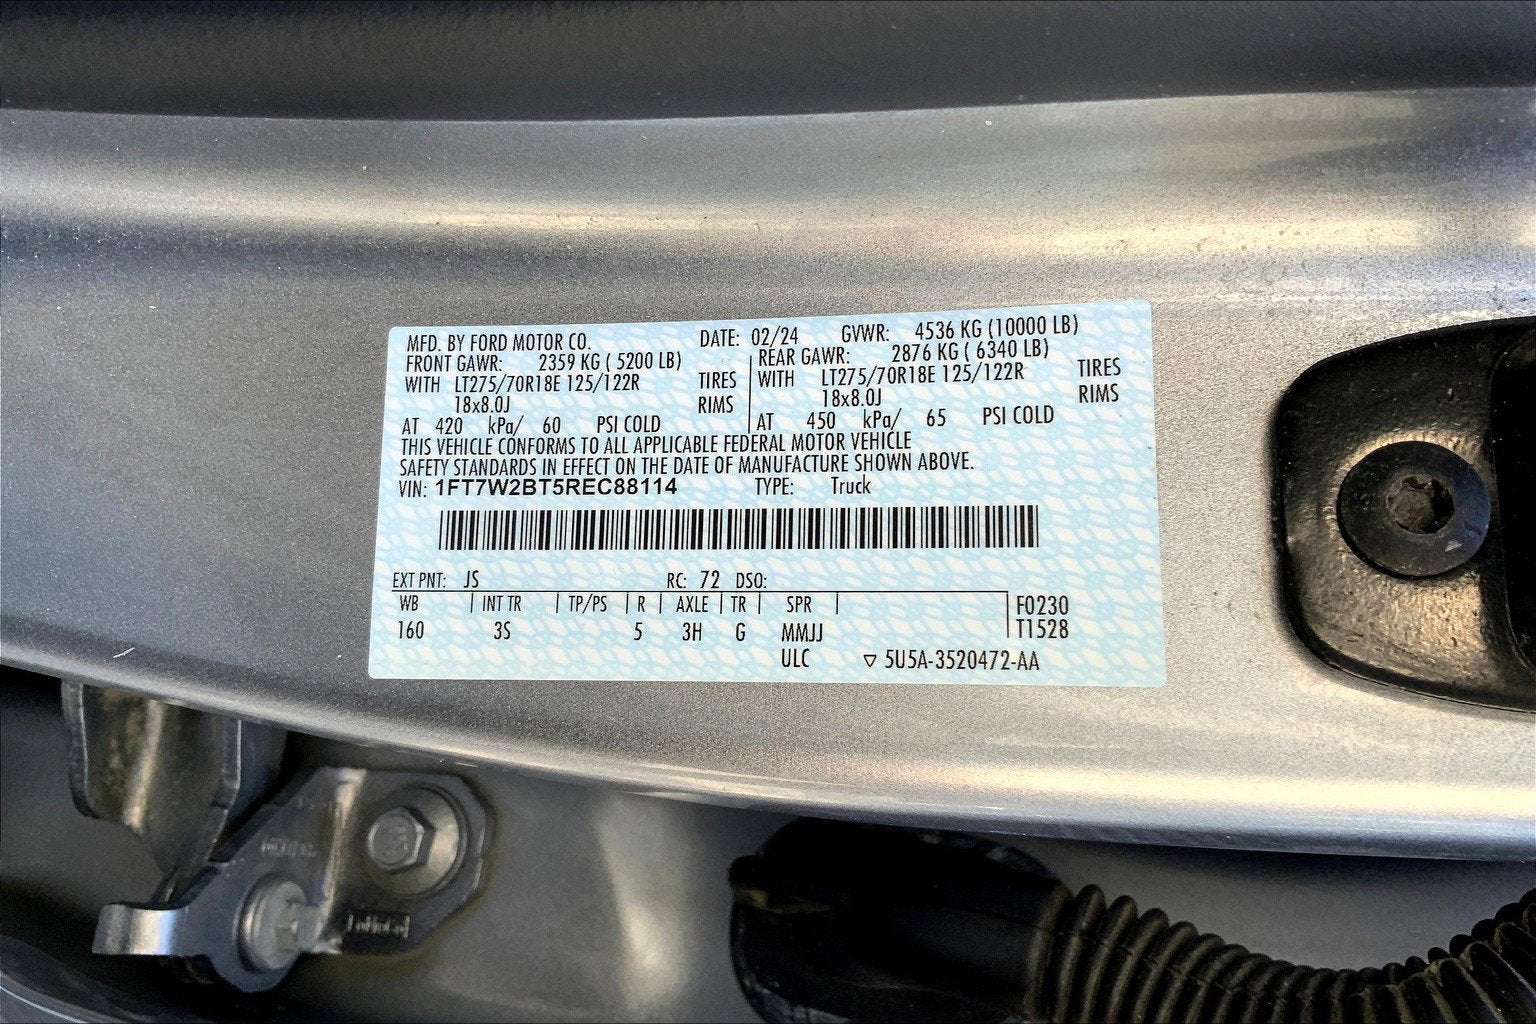 MFD. BY FORD MOTOR CO. DATE: 02/24 GVWR: 4536 KG (10000 LB)
FRONT GAWR: 2359 KG ( 5200 LB) REAR GAWR: 2876 KG ( 6340 LB)
WITH LT275/70R18E 125/122R TIRES WITH LT275/70R18E 125/122R TIRES
18x8.0J RIMS 18x8.0J RIMS
AT 420 kPa/ 60 PSI COLD AT 450 kPa/ 65 PSI COLD
THIS VEHICLE CONFORMS TO ALL APPLICABLE FEDERAL MOTOR VEHICLE
SAFETY STANDARDS IN EFFECT ON THE DATE OF MANUFACTURE SHOWN ABOVE.
VIN: 1FT7W2BT5REC88114 TYPE: Truck
EXT PNT: JS RC: 72 DSO:
WB INT TR TP/PS R AXLE TR SPR F0230
160 3S 5 3H G MMJJ T1528
ULC ▽ 5U5A-3520472-AA